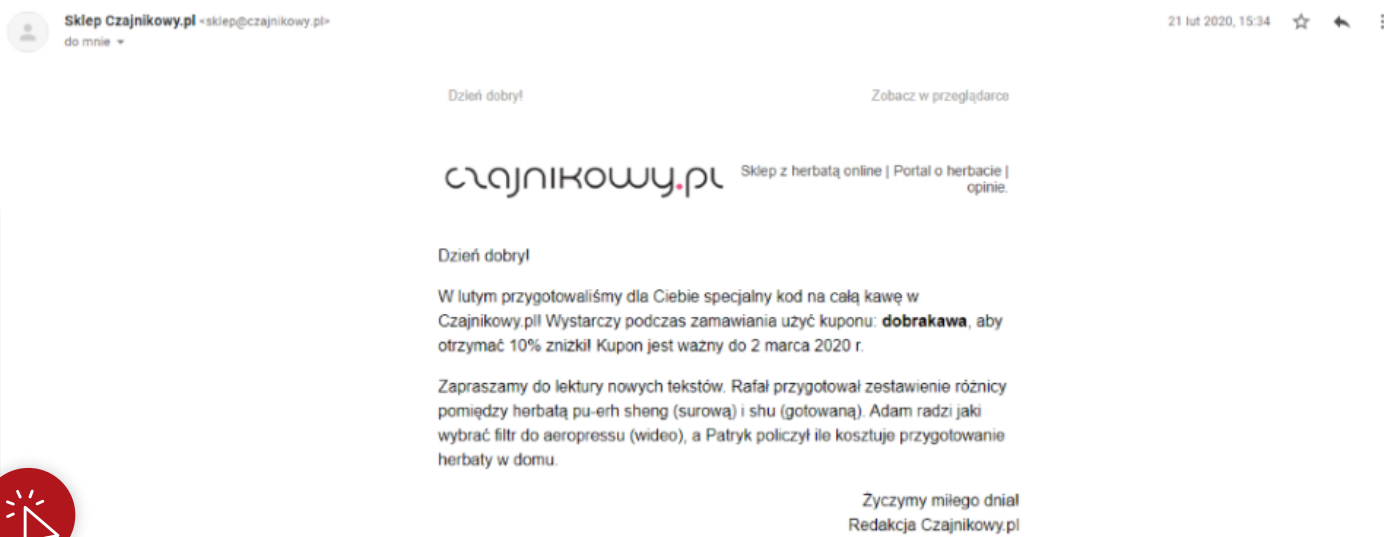 Sklep Czajnikowy.pl <sklep@czajnikowy.pl>
21 lut 2020, 15:34
do mnie
Dzień dobry!
Zobacz w przeglądarce
czajnikowy.pl
Sklep z herbatą online | Portal o herbacie |
opinie.
Dzień dobry!
W lutym przygotowaliśmy dla Ciebie specjalny kod na całą kawę w
Czajnikowy.pl! Wystarczy podczas zamawiania użyć kuponu: dobrakawa, aby
otrzymać 10% zniżki! Kupon jest ważny do 2 marca 2020 r.
Zapraszamy do lektury nowych tekstów. Rafał przygotował zestawienie różnicy
pomiędzy herbatą pu-erh sheng (surową) i shu (gotowaną). Adam radzi jaki
wybrać filtr do aeropressu (wideo), a Patryk policzył ile kosztuje przygotowanie
herbaty w domu.
Życzymy miłego dnia!
Redakcja Czajnikowy.pl